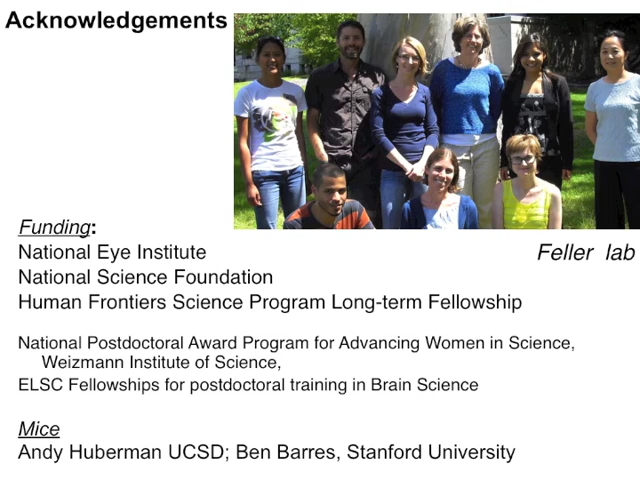 Acknowledgements
Funding:
National Eye Institute
Feller lab
National Science Foundation
Human Frontiers Science Program Long-term Fellowship
National Postdoctoral Award Program for Advancing Women in Science,
Weizmann Institute of Science,
ELSC Fellowships for postdoctoral training in Brain Science
Mice
Andy Huberman UCSD; Ben Barres, Stanford University